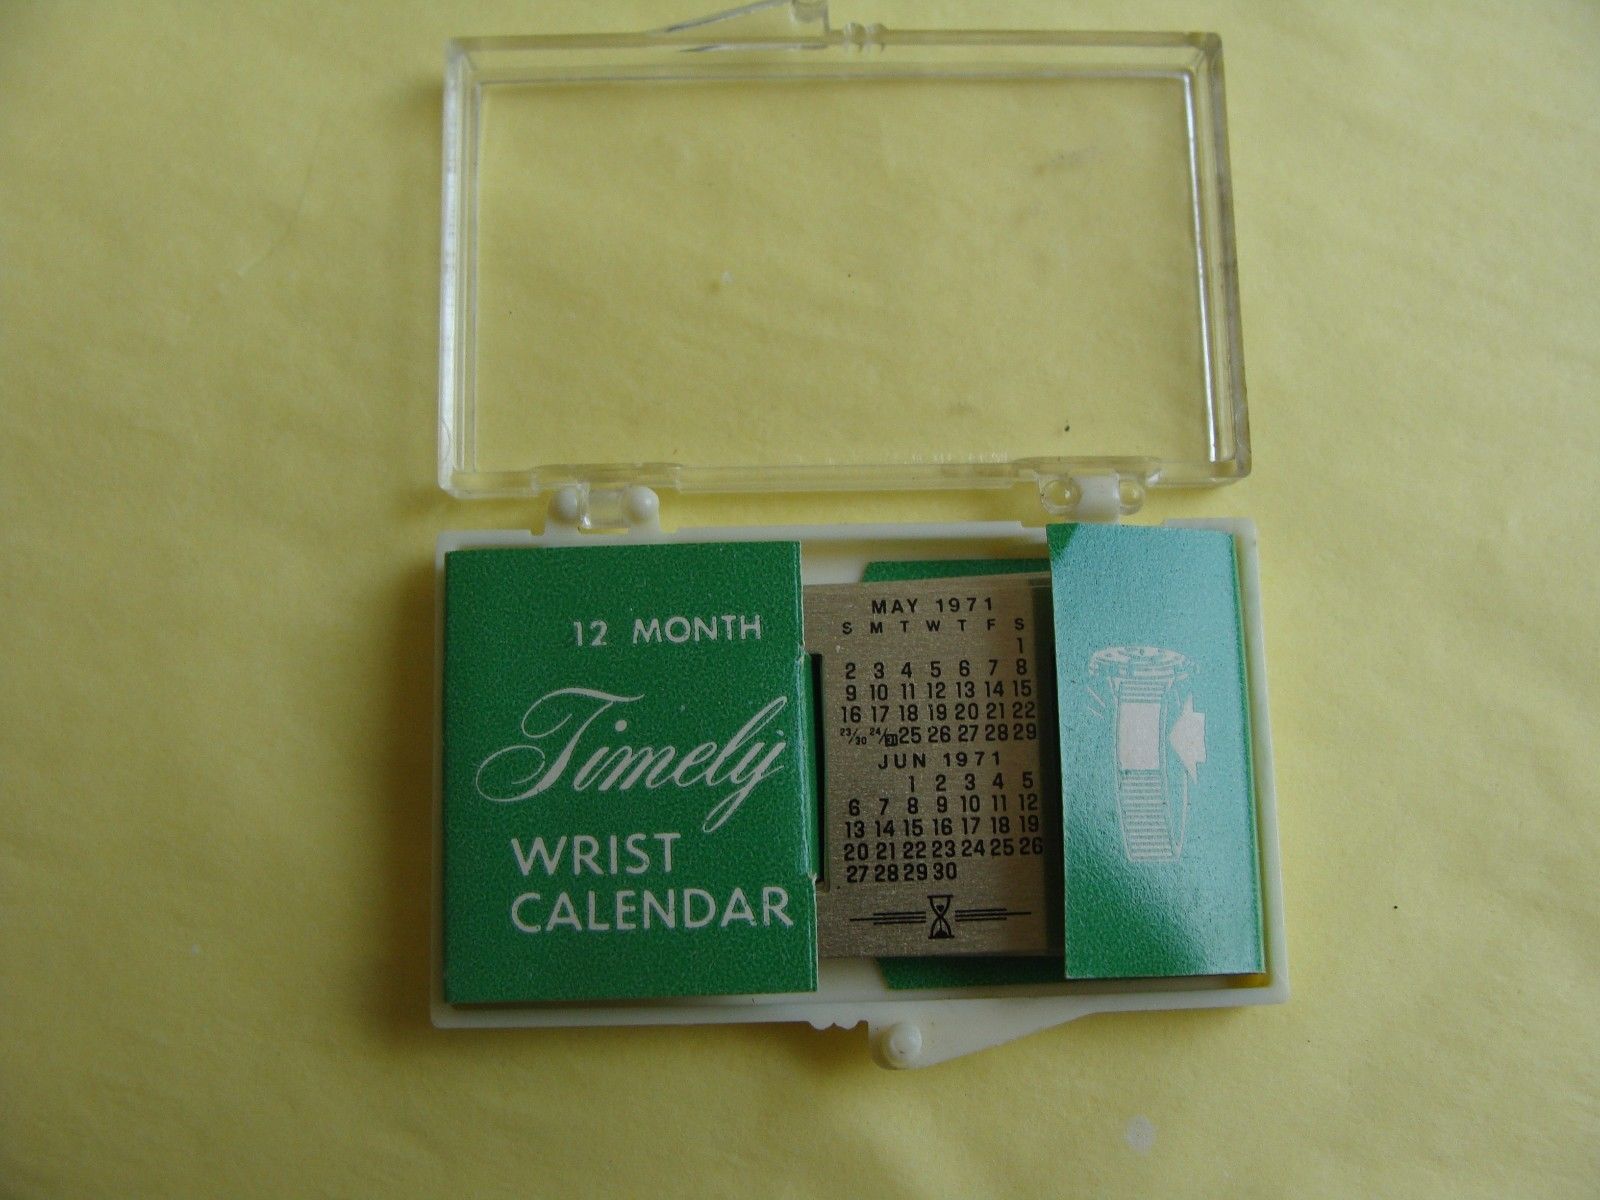 12 MONTH
Timely
WRIST
CALENDAR
MAY 1971
S M T W T F S
1
2 3 4 5 6 7 8
9 10 11 12 13 14 15
16 17 18 19 20 21 22
23/30 24/31 25 26 27 28 29
JUN 1971
1 2 3 4 5
6 7 8 9 10 11 12
13 14 15 16 17 18 19
20 21 22 23 24 25 26
27 28 29 30